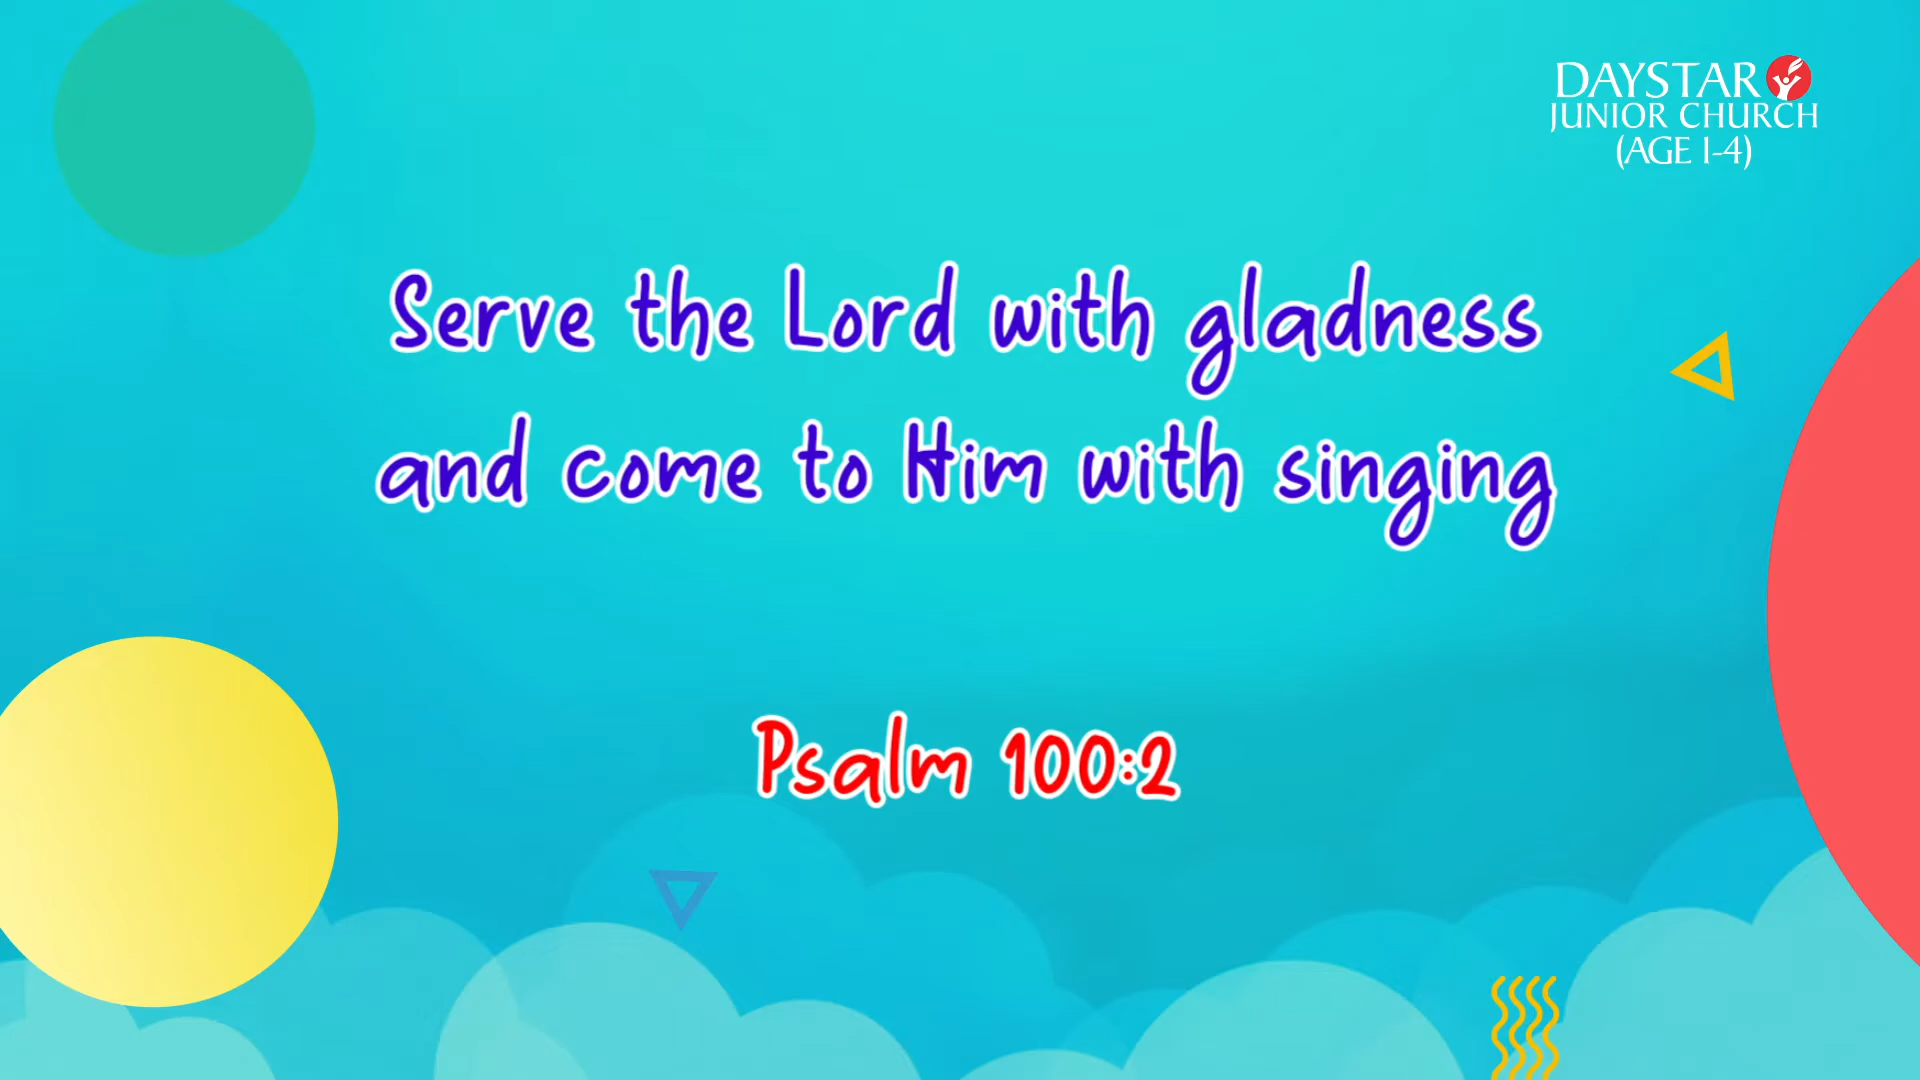 DAYSTAR
JUNIOR CHURCH
(AGE 1-4)
Serve the Lord with gladness
and come to Him with singing
Psalm 100:2